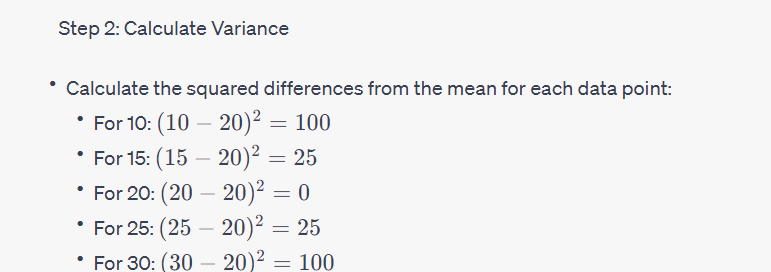 Step 2: Calculate Variance
• Calculate the squared differences from the mean for each data point:
• For 10: (10 − 20)² = 100
• For 15: (15 − 20)² = 25
• For 20: (20 − 20)² = 0
• For 25: (25 − 20)² = 25
• For 30: (30 − 20)² = 100